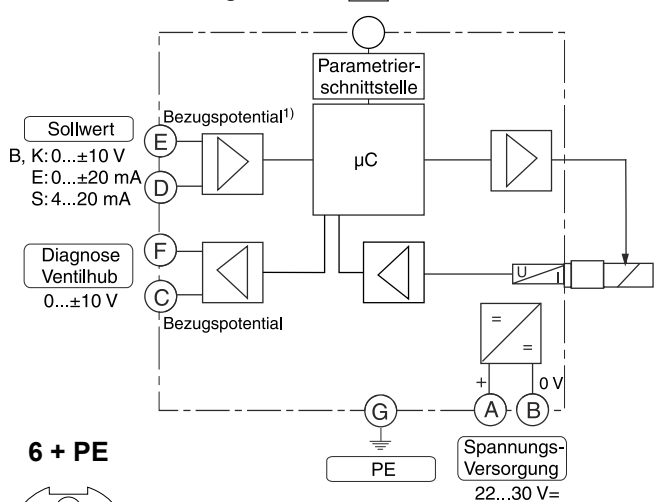 Parametrier-
schnittstelle
Bezugspotential1)
Sollwert
B, K: 0...±10 V
E: 0...±20 mA
S: 4...20 mA
E
D
µC
F
C
Diagnose
Ventilhub
0...±10 V
Bezugspotential
U
I
=
=
+
0 V
G
A
B
6 + PE
PE
Spannungs-
Versorgung
22...30 V=